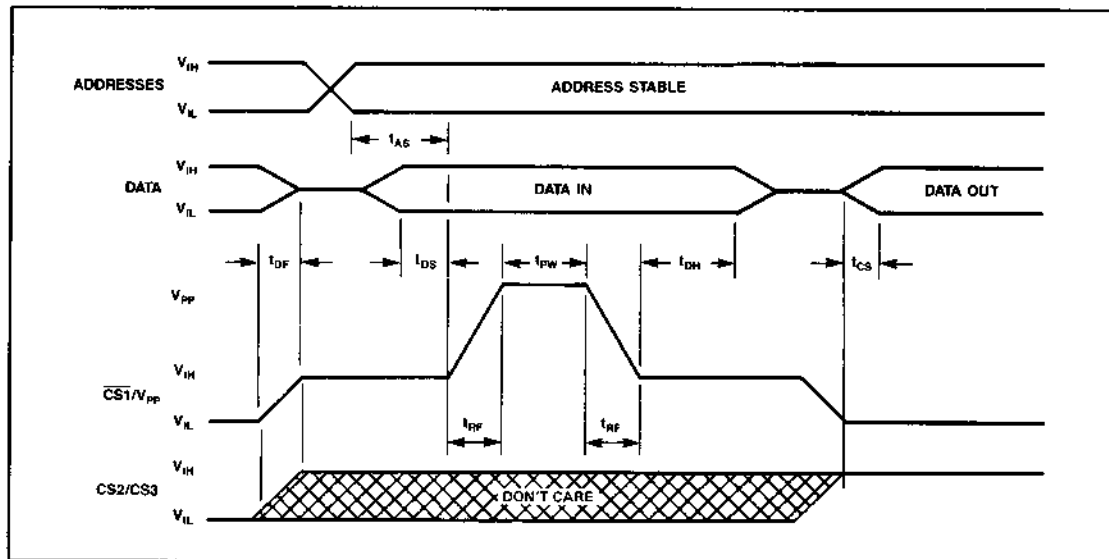 V_IH
ADDRESSES
ADDRESS STABLE
V_IL
t_AS
V_IH
DATA
DATA IN
DATA OUT
V_IL
t_DF
t_DS
t_PW
t_DH
t_CS
V_PP
V_IH
CS1/V_PP
V_IL
t_RF
t_RF
V_IH
CS2/CS3
DON'T CARE
V_IL